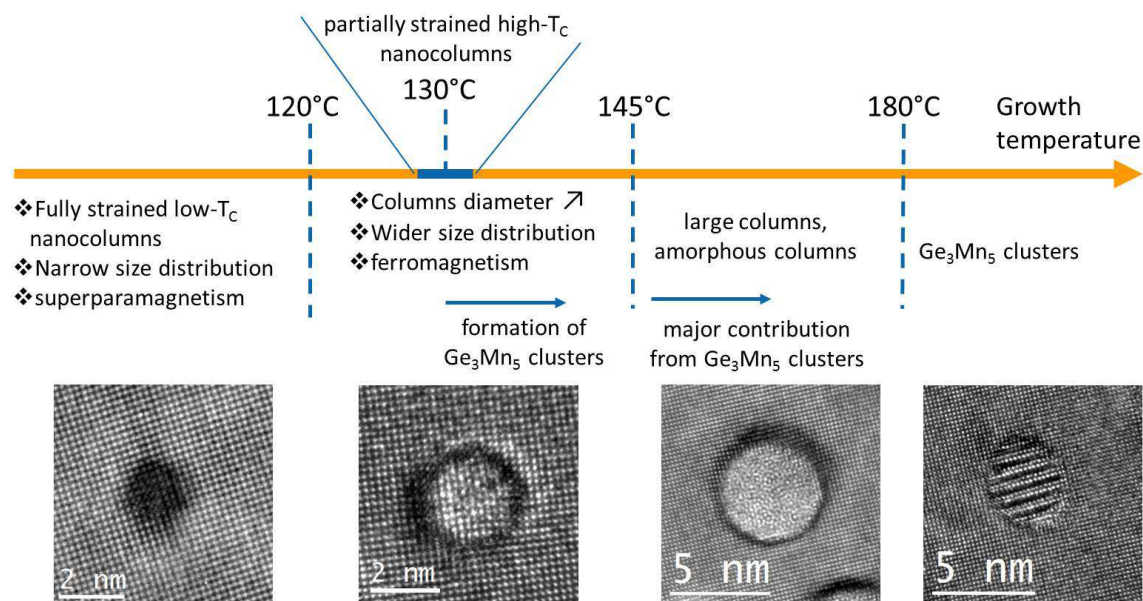 partially strained high-T_C
nanocolumns
120°C
130°C
145°C
180°C
Growth
temperature
❖Fully strained low-T_C
nanocolumns
❖Narrow size distribution
❖superparamagnetism
❖Columns diameter ↗
❖Wider size distribution
❖ferromagnetism
formation of
Ge₃Mn₅ clusters
large columns,
amorphous columns
major contribution
from Ge₃Mn₅ clusters
Ge₃Mn₅ clusters
2 nm
2 nm
5 nm
5 nm